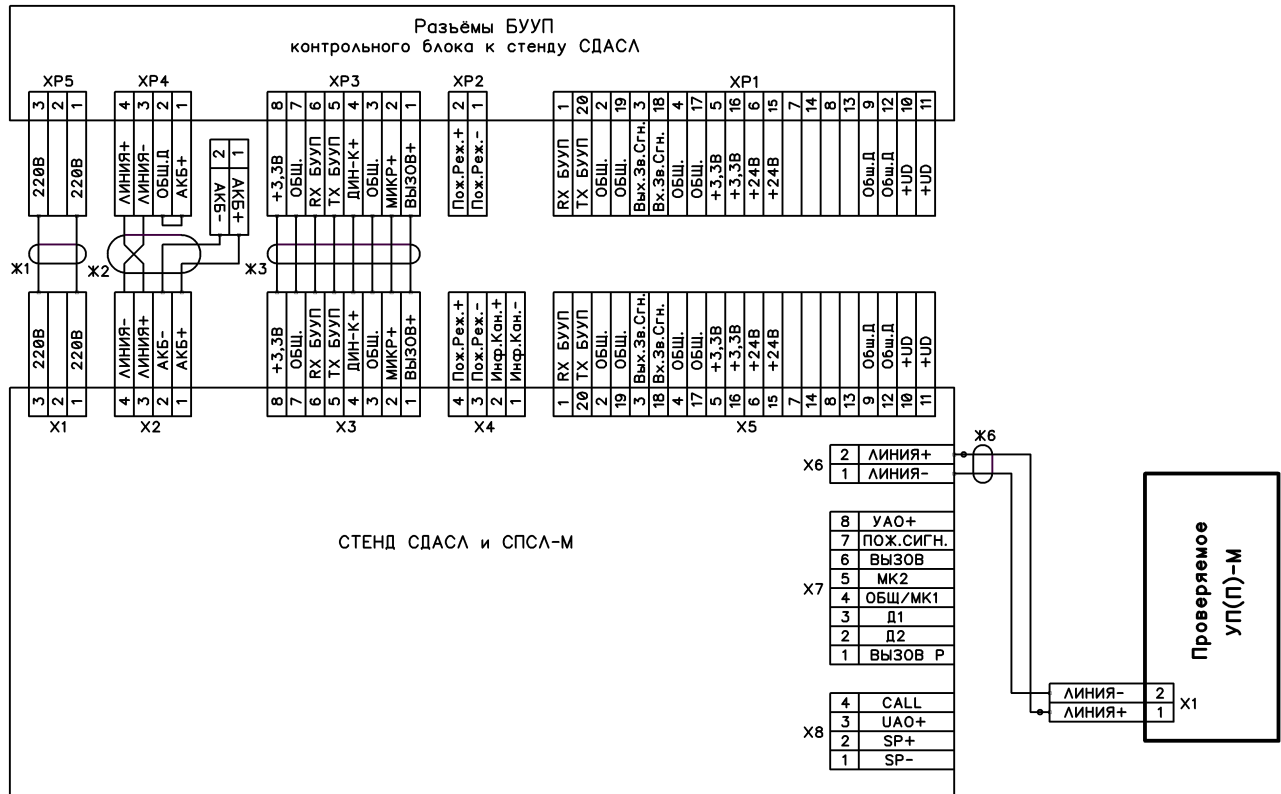 Разъёмы БУУП
контрольного блока к стенду СДАСЛ
XP5
XP4
XP3
XP2
XP1
3 220В
2
1 220В
4 ЛИНИЯ+
3 ЛИНИЯ-
2 ОБЩ.Д
1 АКБ+
2 АКБ-
1 АКБ+
8 +3,3В
7 ОБЩ.
6 RX БУУП
5 TX БУУП
4 ДИН-К+
3 ОБЩ.
2 МИКР+
1 ВЫЗОВ+
2 Пож.Реж.+
1 Пож.Реж.-
1 RX БУУП
20 TX БУУП
2 ОБЩ.
19 ОБЩ.
3 Вых.Зв.Сгн.
18 Вх.Зв.Сгн.
4 ОБЩ.
17 ОБЩ.
5 +3,3В
16 +3,3В
6 +24В
15 +24В
7
14
8
13
9 Общ.Д
12 Общ.Д
10 +UD
11 +UD
Ж1
Ж2
Ж3
220В 3
2
220В 1
ЛИНИЯ- 4
ЛИНИЯ+ 3
АКБ- 2
АКБ+ 1
+3,3В 8
ОБЩ. 7
RX БУУП 6
TX БУУП 5
ДИН-К+ 4
ОБЩ. 3
МИКР+ 2
ВЫЗОВ+ 1
Пож.Реж.+ 4
Пож.Реж.- 3
Инф.Кан.+ 2
Инф.Кан.- 1
RX БУУП 1
TX БУУП 20
ОБЩ. 2
ОБЩ. 19
Вых.Зв.Сгн. 3
Вх.Зв.Сгн. 18
ОБЩ. 4
ОБЩ. 17
+3,3В 5
+3,3В 16
+24В 6
+24В 15
7
14
8
13
Общ.Д 9
Общ.Д 12
+UD 10
+UD 11
X1
X2
X3
X4
X5
Ж6
X6
2 ЛИНИЯ+
1 ЛИНИЯ-
СТЕНД СДАСЛ и СПСЛ-М
X7
8 УАО+
7 ПОЖ.СИГН.
6 ВЫЗОВ
5 МК2
4 ОБЩ/МК1
3 Д1
2 Д2
1 ВЫЗОВ Р
X8
4 CALL
3 UAO+
2 SP+
1 SP-
Проверяемое
УП(П)-М
ЛИНИЯ- 2
ЛИНИЯ+ 1
X1